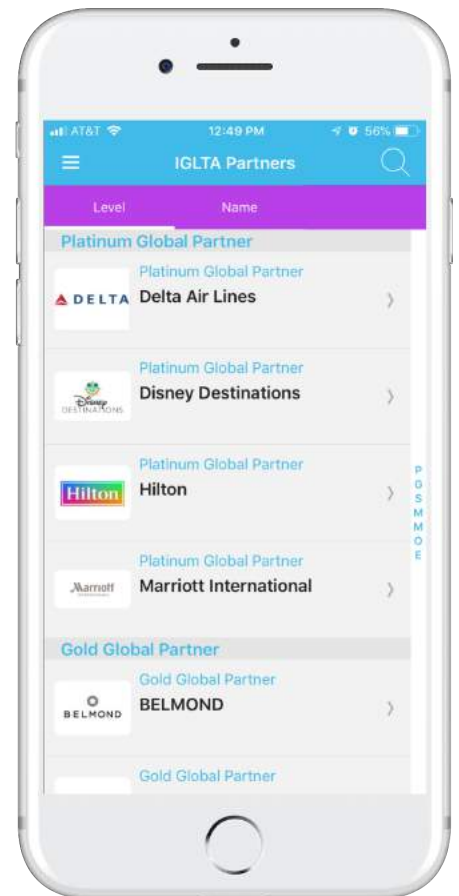 AT&T 12:49 PM 56%
IGLTA Partners
Level Name
Platinum Global Partner
Platinum Global Partner
DELTA Delta Air Lines
Platinum Global Partner
Disney DESTINATIONS Disney Destinations
Platinum Global Partner
Hilton Hilton
Platinum Global Partner
Marriott Marriott International
Gold Global Partner
Gold Global Partner
BELMOND BELMOND
Gold Global Partner
P
G
S
M
M
O
E